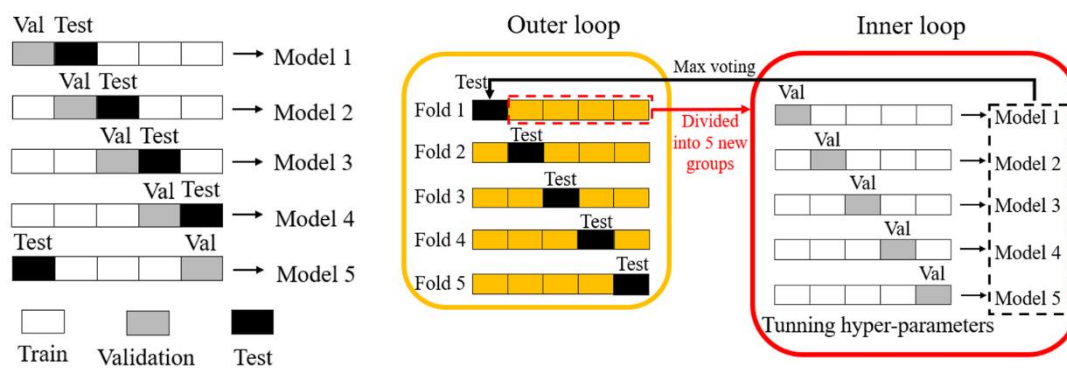 Val Test
Model 1
Val Test
Model 2
Val Test
Model 3
Val Test
Model 4
Test Val
Model 5
Train Validation Test
Outer loop
Test
Fold 1
Fold 2
Test
Fold 3
Test
Fold 4
Test
Fold 5
Test
Max voting
Divided
into 5 new
groups
Inner loop
Val
Model 1
Val
Model 2
Val
Model 3
Val
Model 4
Val
Model 5
Tunning hyper-parameters